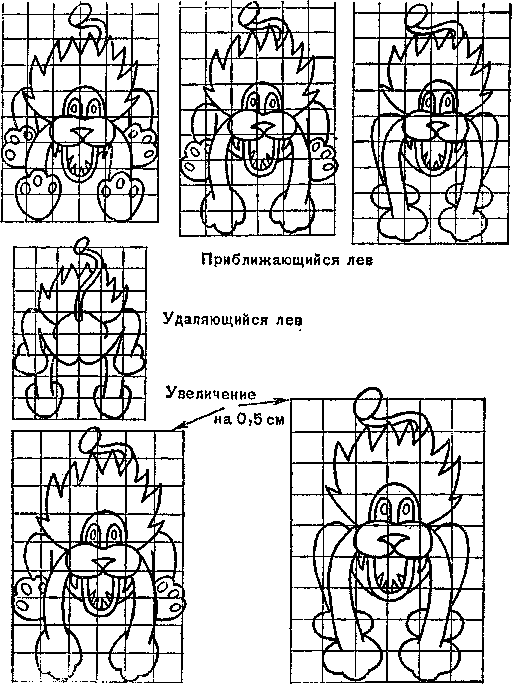 Приближающийся лев
Удаляющийся лев
Увеличение
на 0,5 см